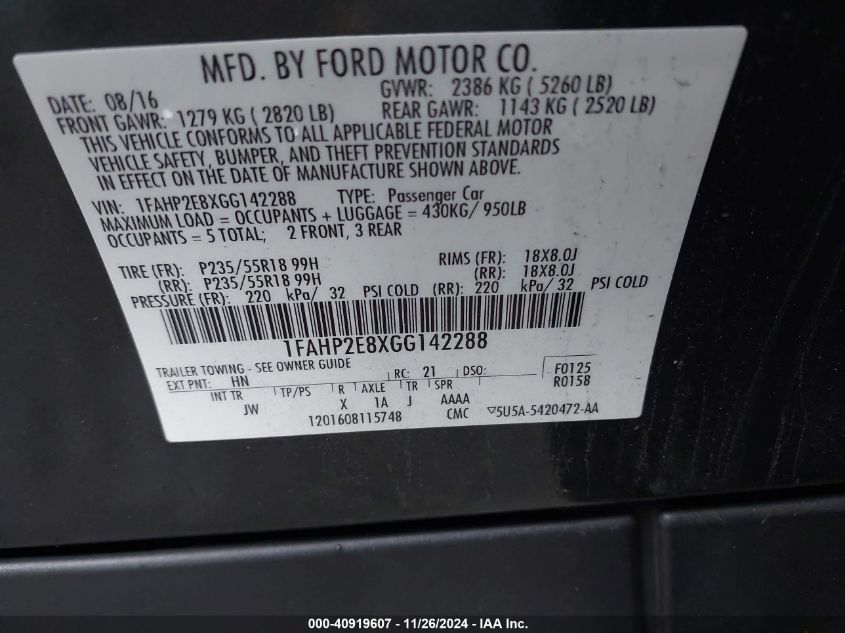 MFD. BY FORD MOTOR CO.
DATE: 08/16 GVWR: 2386 KG ( 5260 LB)
FRONT GAWR: 1279 KG ( 2820 LB) REAR GAWR: 1143 KG ( 2520 LB)
THIS VEHICLE CONFORMS TO ALL APPLICABLE FEDERAL MOTOR
VEHICLE SAFETY, BUMPER, AND THEFT PREVENTION STANDARDS
IN EFFECT ON THE DATE OF MANUFACTURE SHOWN ABOVE.
VIN: 1FAHP2E8XGG142288 TYPE: Passenger Car
MAXIMUM LOAD = OCCUPANTS + LUGGAGE = 430KG/ 950LB
OCCUPANTS = 5 TOTAL; 2 FRONT, 3 REAR
TIRE (FR): P235/55R18 99H RIMS (FR): 18X8.0J
(RR): P235/55R18 99H (RR): 18X8.0J
PRESSURE (FR): 220 kPa/ 32 PSI COLD (RR): 220 kPa/ 32 PSI COLD
1FAHP2E8XGG142288
TRAILER TOWING - SEE OWNER GUIDE
EXT PNT: HN RC: 21 DSO: F0125
R0158
INT TR TP/PS R AXLE TR SPR
JW X 1A J AAAA
1201608115748 CMC ▽5U5A-5420472-AA
000-40919607 - 11/26/2024 - IAA Inc.